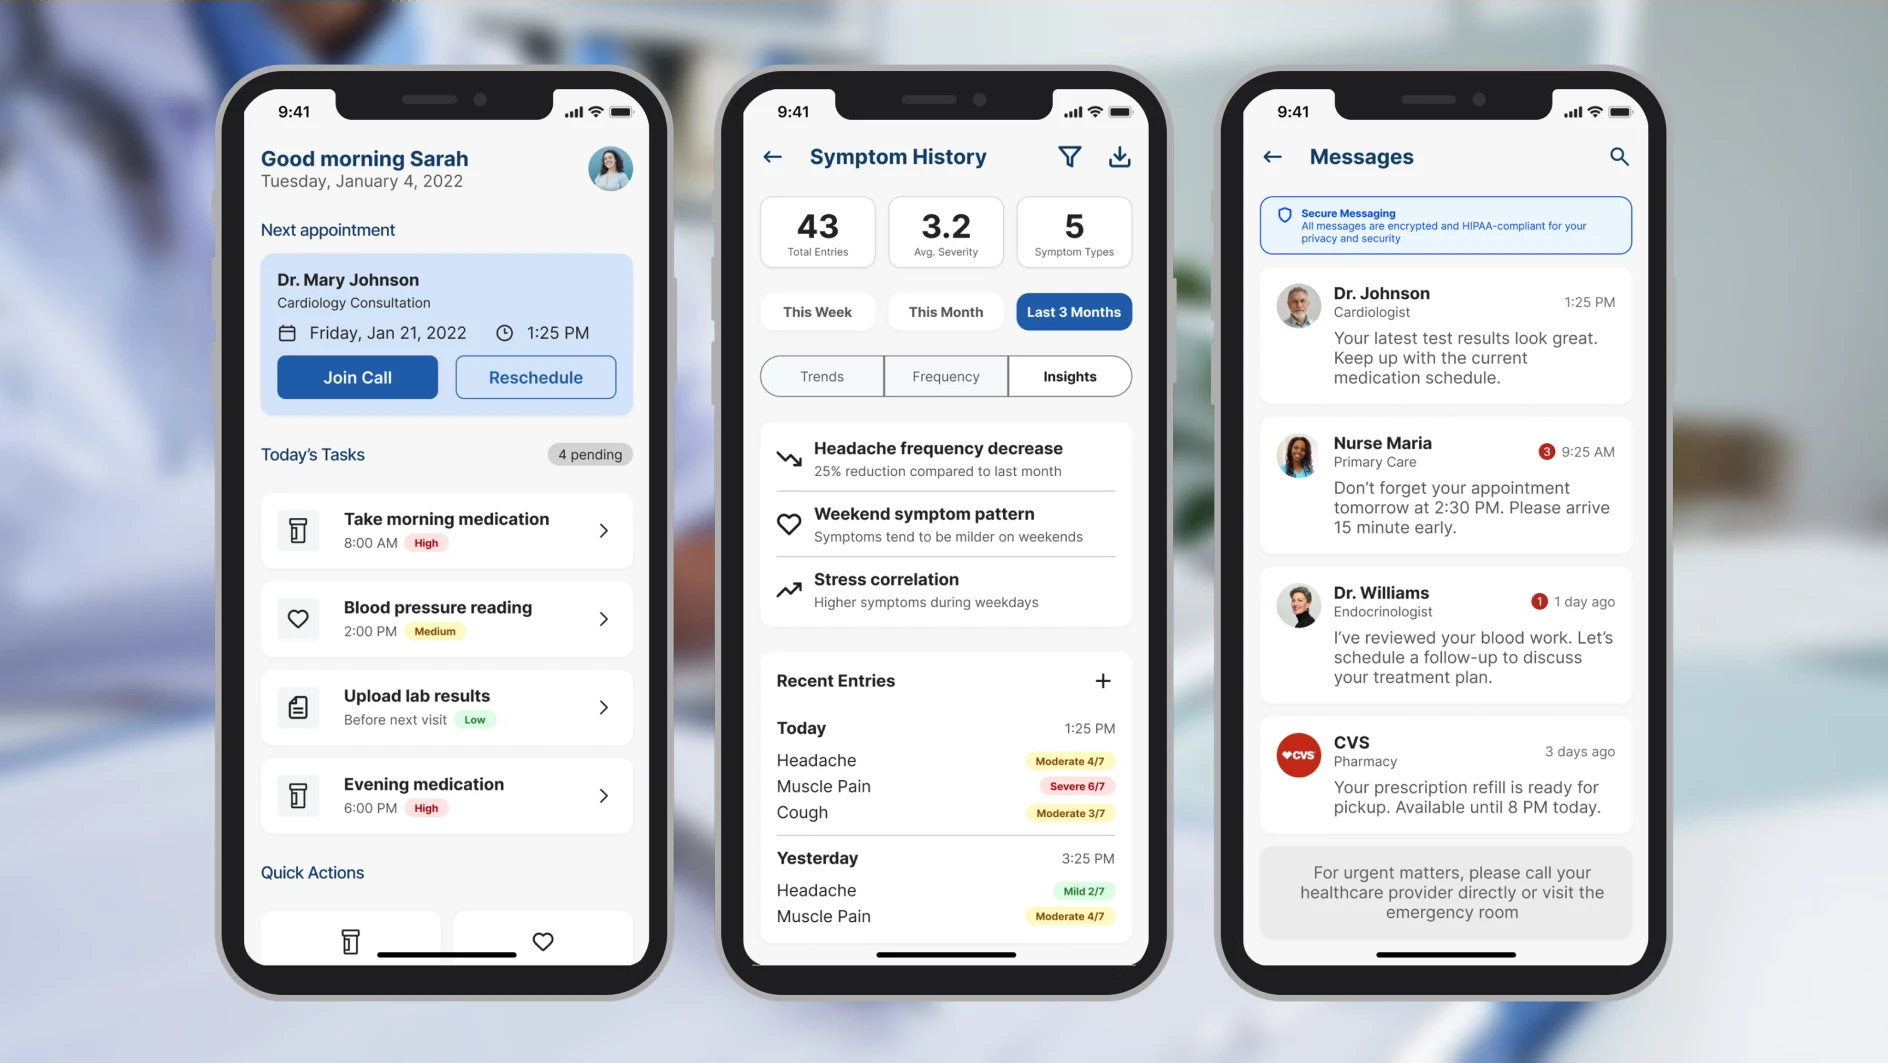 9:41
Good morning Sarah
Tuesday, January 4, 2022
Next appointment
Dr. Mary Johnson
Cardiology Consultation
Friday, Jan 21, 2022 1:25 PM
Join Call Reschedule
Today's Tasks 4 pending
Take morning medication
8:00 AM High
Blood pressure reading
2:00 PM Medium
Upload lab results
Before next visit Low
Evening medication
6:00 PM High
Quick Actions
9:41
Symptom History
43 3.2 5
Total Entries Avg. Severity Symptom Types
This Week This Month Last 3 Months
Trends Frequency Insights
Headache frequency decrease
25% reduction compared to last month
Weekend symptom pattern
Symptoms tend to be milder on weekends
Stress correlation
Higher symptoms during weekdays
Recent Entries
Today 1:25 PM
Headache Moderate 4/7
Muscle Pain Severe 6/7
Cough Moderate 3/7
Yesterday 3:25 PM
Headache Mild 2/7
Muscle Pain Moderate 4/7
9:41
Messages
Secure Messaging
All messages are encrypted and HIPAA-compliant for your
privacy and security
Dr. Johnson 1:25 PM
Cardiologist
Your latest test results look great.
Keep up with the current
medication schedule.
Nurse Maria 3 9:25 AM
Primary Care
Don't forget your appointment
tomorrow at 2:30 PM. Please arrive
15 minute early.
Dr. Williams 1 1 day ago
Endocrinologist
I've reviewed your blood work. Let's
schedule a follow-up to discuss
your treatment plan.
CVS
CVS 3 days ago
Pharmacy
Your prescription refill is ready for
pickup. Available until 8 PM today.
For urgent matters, please call your
healthcare provider directly or visit the
emergency room